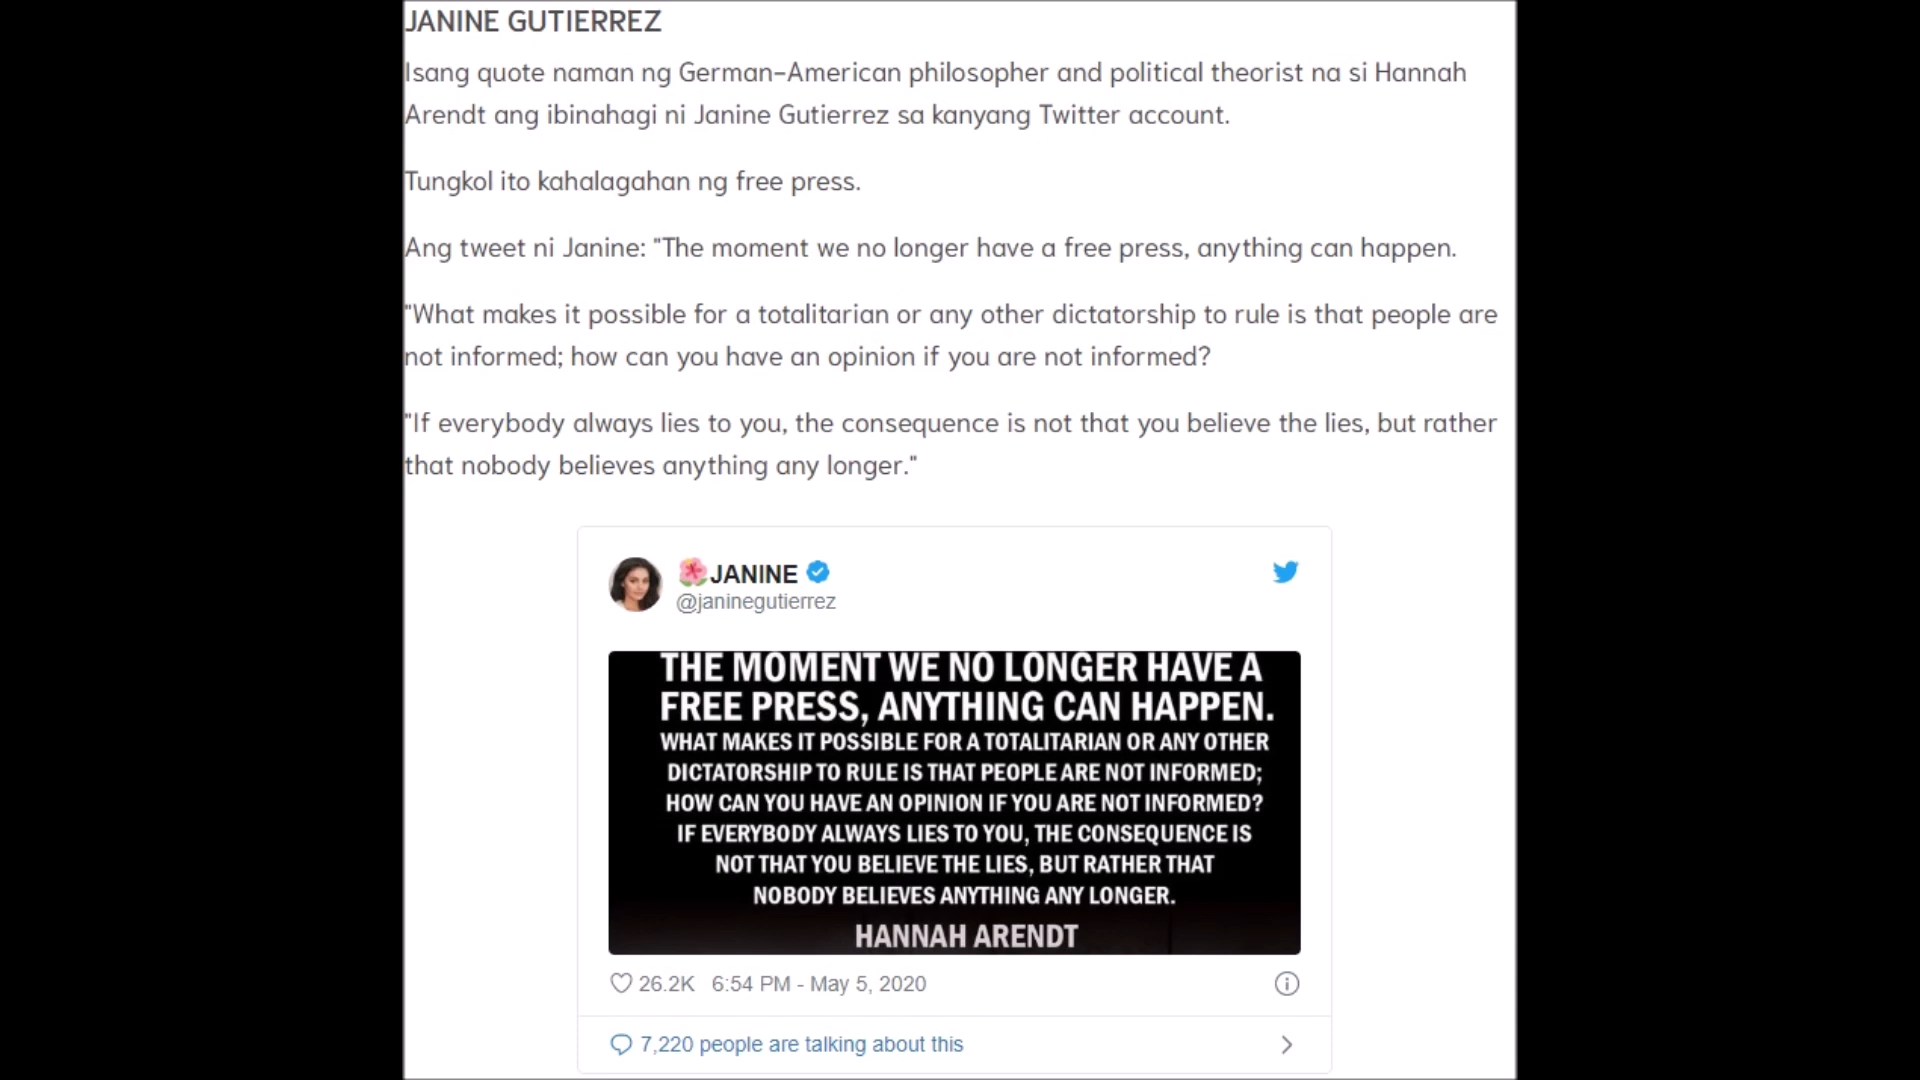 JANINE GUTIERREZ
Isang quote naman ng German-American philosopher and political theorist na si Hannah
Arendt ang ibinahagi ni Janine Gutierrez sa kanyang Twitter account.
Tungkol ito kahalagahan ng free press.
Ang tweet ni Janine: "The moment we no longer have a free press, anything can happen.
"What makes it possible for a totalitarian or any other dictatorship to rule is that people are
not informed; how can you have an opinion if you are not informed?
"If everybody always lies to you, the consequence is not that you believe the lies, but rather
that nobody believes anything any longer."
🌺JANINE
@janinegutierrez
THE MOMENT WE NO LONGER HAVE A
FREE PRESS, ANYTHING CAN HAPPEN.
WHAT MAKES IT POSSIBLE FOR A TOTALITARIAN OR ANY OTHER
DICTATORSHIP TO RULE IS THAT PEOPLE ARE NOT INFORMED;
HOW CAN YOU HAVE AN OPINION IF YOU ARE NOT INFORMED?
IF EVERYBODY ALWAYS LIES TO YOU, THE CONSEQUENCE IS
NOT THAT YOU BELIEVE THE LIES, BUT RATHER THAT
NOBODY BELIEVES ANYTHING ANY LONGER.
HANNAH ARENDT
26.2K 6:54 PM - May 5, 2020
7,220 people are talking about this